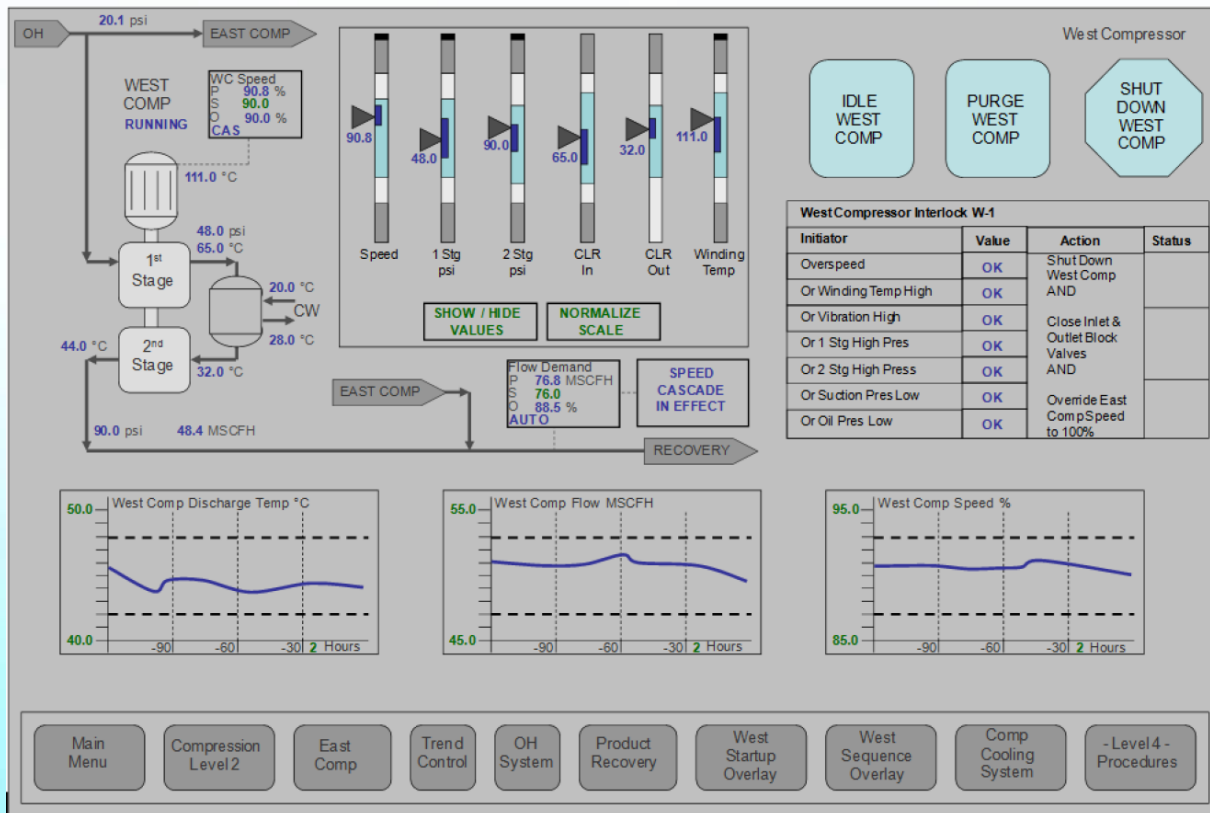 20.1 psi
OH
EAST COMP
West Compressor
WEST
COMP
RUNNING
WC Speed
P 90.8 %
S 90.0
O 90.0 %
CAS
111.0 °C
48.0 psi
65.0 °C
1st
Stage
20.0 °C
CW
28.0 °C
2nd
Stage
44.0 °C
32.0 °C
90.0 psi
48.4 MSCFH
90.8
48.0
90.0
65.0
32.0
111.0
Speed
1 Stg
psi
2 Stg
psi
CLR
In
CLR
Out
Winding
Temp
SHOW / HIDE
VALUES
NORMALIZE
SCALE
EAST COMP
Flow Demand
P 76.8 MSCFH
S 76.0
O 88.5 %
AUTO
SPEED
CASCADE
IN EFFECT
RECOVERY
IDLE
WEST
COMP
PURGE
WEST
COMP
SHUT
DOWN
WEST
COMP
West Compressor Interlock W-1
Initiator Value Action Status
Overspeed OK
Or Winding Temp High OK
Or Vibration High OK
Or 1 Stg High Pres OK
Or 2 Stg High Press OK
Or Suction Pres Low OK
Or Oil Pres Low OK
Shut Down
West Comp
AND
Close Inlet &
Outlet Block
Valves
AND
Override East
Comp Speed
to 100%
West Comp Discharge Temp °C
50.0
40.0
-90 -60 -30 2 Hours
West Comp Flow MSCFH
55.0
45.0
-90 -60 -30 2 Hours
West Comp Speed %
95.0
85.0
-90 -60 -30 2 Hours
Main
Menu
Compression
Level 2
East
Comp
Trend
Control
OH
System
Product
Recovery
West
Startup
Overlay
West
Sequence
Overlay
Comp
Cooling
System
- Level 4 -
Procedures